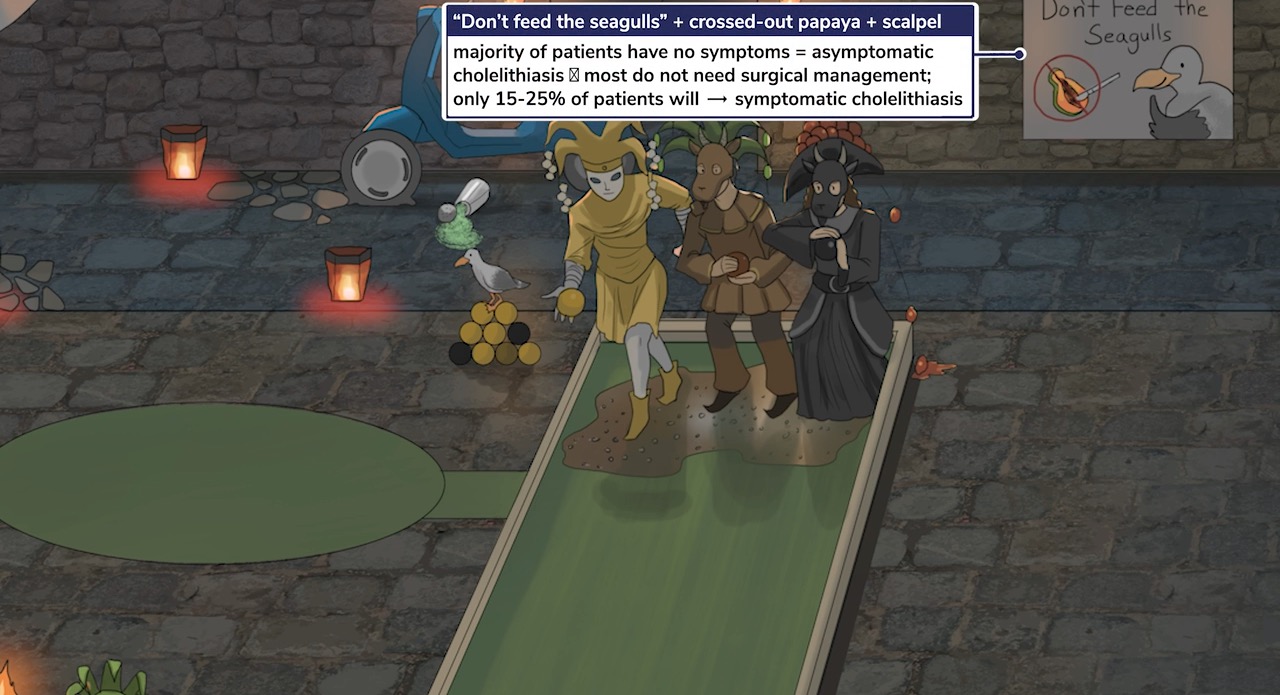 “Don’t feed the seagulls” + crossed-out papaya + scalpel
majority of patients have no symptoms = asymptomatic
cholelithiasis ▯ most do not need surgical management;
only 15-25% of patients will → symptomatic cholelithiasis
Don't Feed the
Seagulls